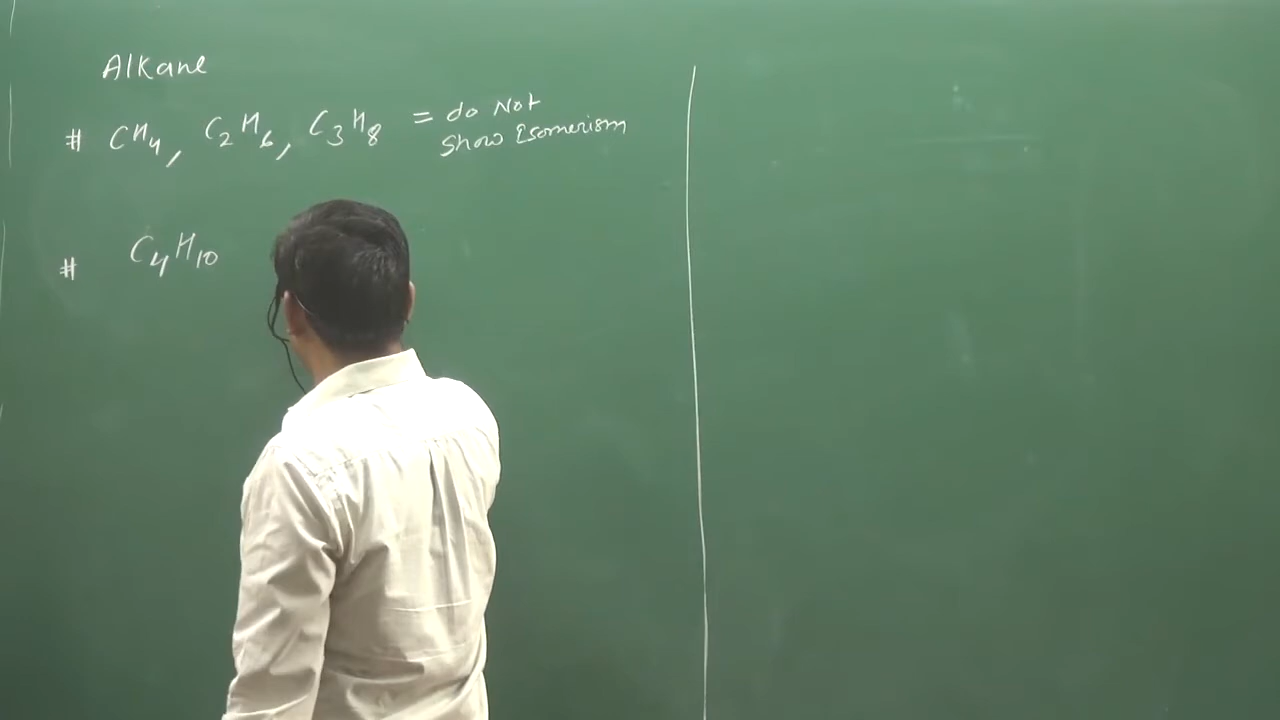 Alkane
# CH₄, C₂H₆, C₃H₈ = do Not
Show Isomerism
# C₄H₁₀